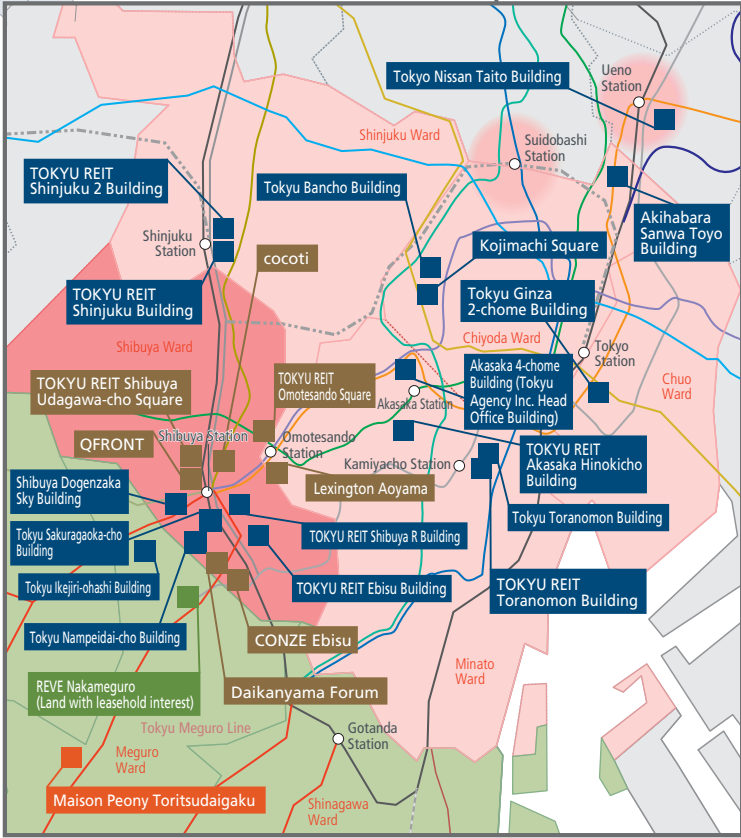 Ueno
Station
Tokyo Nissan Taito Building
Shinjuku Ward
Suidobashi
Station
TOKYU REIT
Shinjuku 2 Building
Tokyu Bancho Building
Akihabara
Sanwa Toyo
Building
Shinjuku
Station
cocoti
Kojimachi Square
TOKYU REIT
Shinjuku Building
Tokyu Ginza
2-chome Building
Shibuya Ward
Chiyoda Ward
Tokyo
Station
Chuo
Ward
TOKYU REIT Shibuya
Udagawa-cho Square
TOKYU REIT
Omotesando Square
Akasaka 4-chome
Building (Tokyu
Agency Inc. Head
Office Building)
Akasaka Station
QFRONT
Shibuya Station
Omotesando
Station
Kamiyacho Station
TOKYU REIT
Akasaka Hinokicho
Building
Shibuya Dogenzaka
Sky Building
Lexington Aoyama
Tokyu Toranomon Building
Tokyu Sakuragaoka-cho
Building
TOKYU REIT Shibuya R Building
Tokyu Ikejiri-ohashi Building
TOKYU REIT Ebisu Building
TOKYU REIT
Toranomon Building
Tokyu Nampeidai-cho Building
CONZE Ebisu
Minato
Ward
REVE Nakameguro
(Land with leasehold interest)
Daikanyama Forum
Tokyu Meguro Line
Gotanda
Station
Meguro
Ward
Maison Peony Toritsudaigaku
Shinagawa
Ward